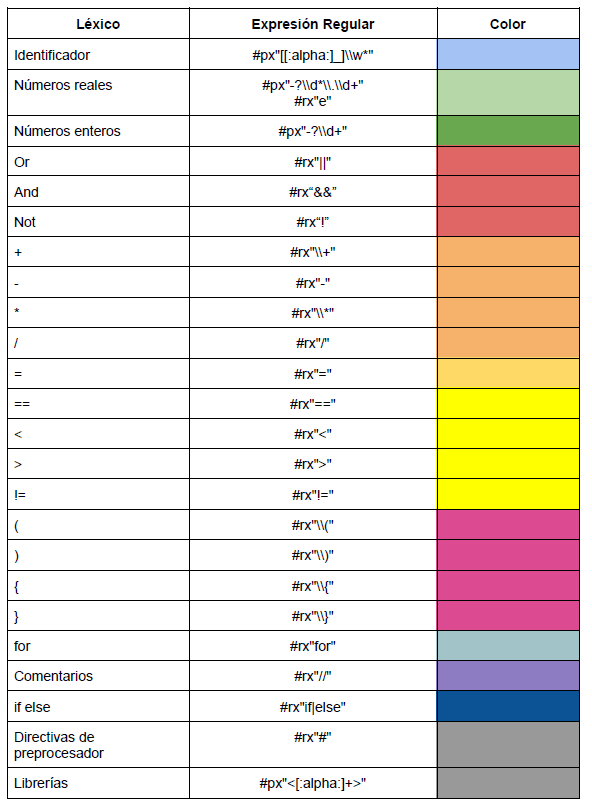 Léxico Expresión Regular Color
Identificador #px"[[:alpha:]_]\\w*"
Números reales #px"-?\\d*\\.\\d+"
#rx"e"
Números enteros #px"-?\\d+"
Or #rx"||"
And #rx“&&”
Not #rx“!”
+ #rx"\\+"
- #rx"-"
* #rx"\\*"
/ #rx"/"
= #rx"="
== #rx"=="
< #rx"<"
> #rx">"
!= #rx"!="
( #rx"\\("
) #rx"\\)"
{ #rx"\\{"
} #rx"\\}"
for #rx"for"
Comentarios #rx"//"
if else #rx"if|else"
Directivas de #rx"#"
preprocesador
Librerías #px"<[:alpha:]+>"